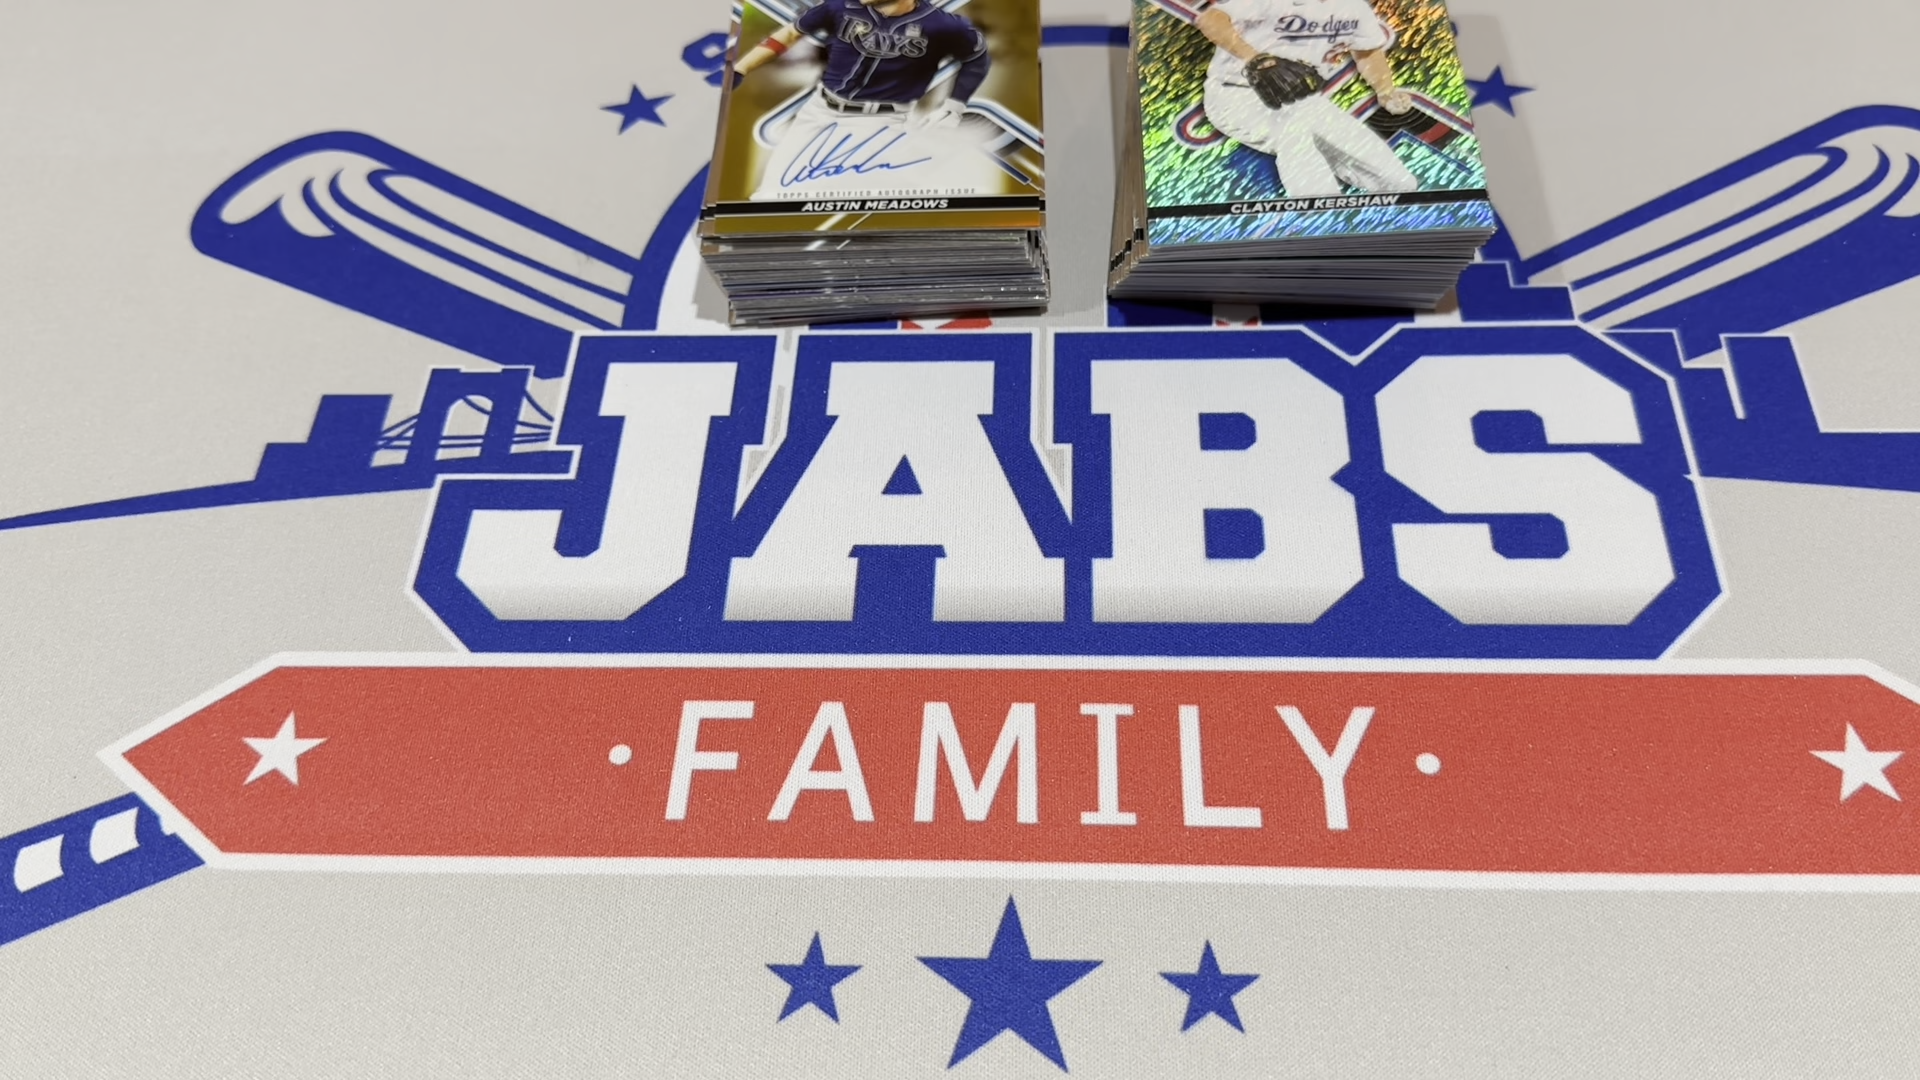 RAYS
Dodgers
TOPPS CERTIFIED AUTOGRAPH ISSUE
AUSTIN MEADOWS
CLAYTON KERSHAW
JABS
·FAMILY·